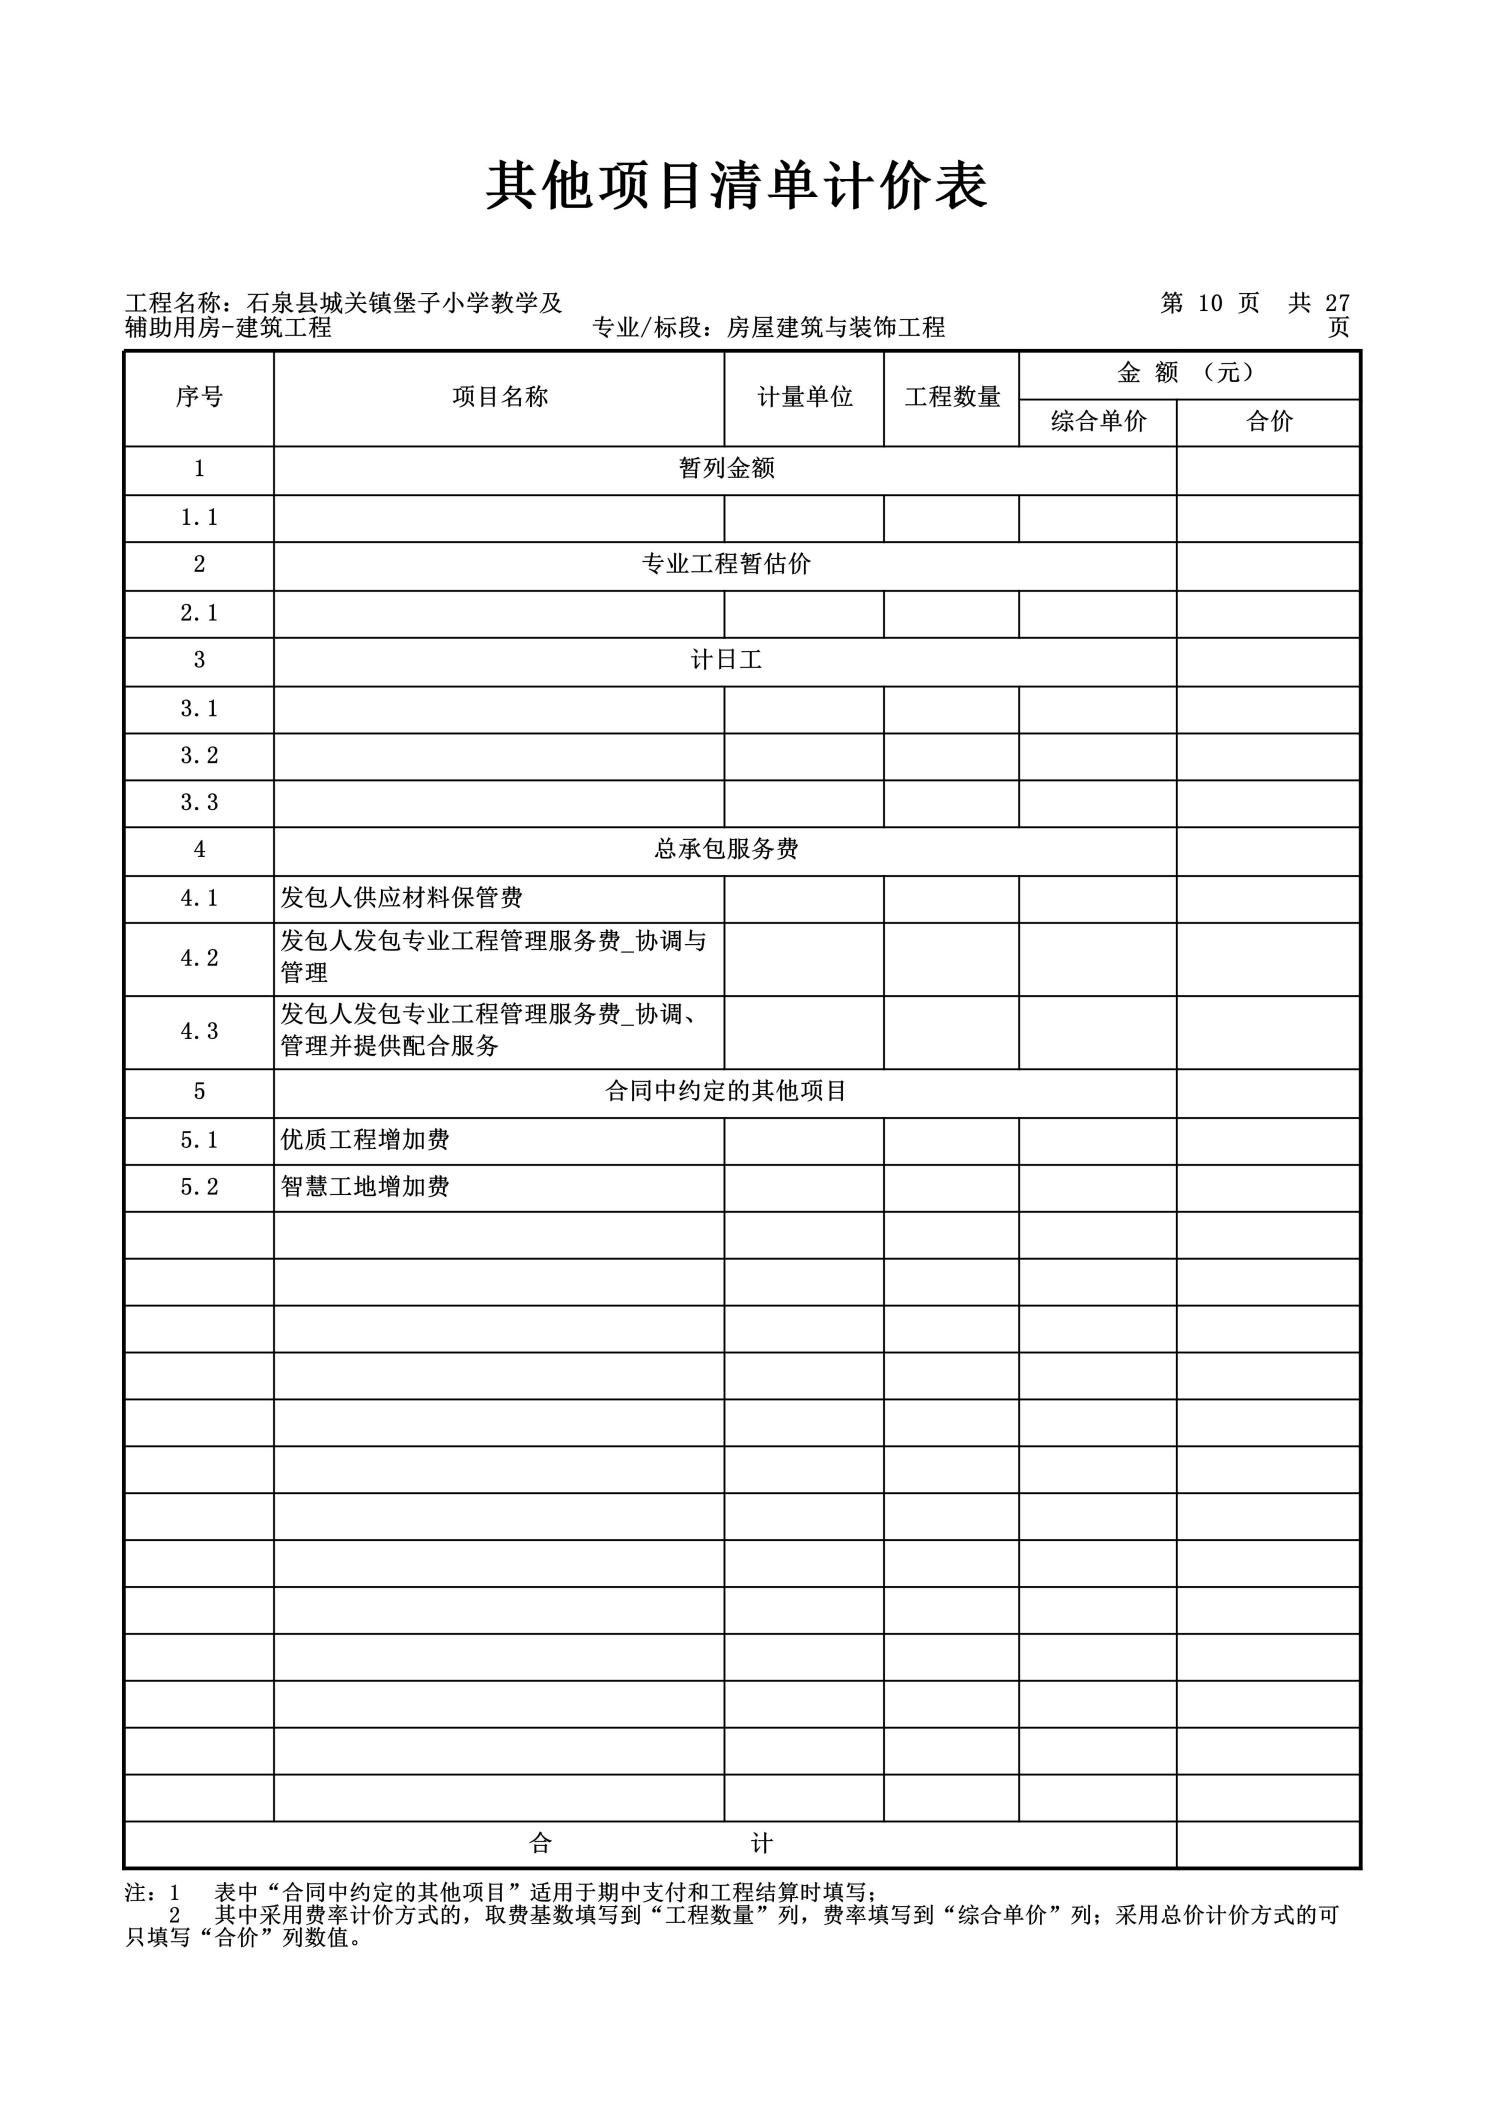 其他项目清单计价表
工程名称：石泉县城关镇堡子小学教学及
辅助用房-建筑工程
专业/标段：房屋建筑与装饰工程
第 10 页 共 27
页
序号 项目名称 计量单位 工程数量 金 额 （元）
综合单价 合价
1 暂列金额
1.1
2 专业工程暂估价
2.1
3 计日工
3.1
3.2
3.3
4 总承包服务费
4.1 发包人供应材料保管费
4.2 发包人发包专业工程管理服务费_协调与
管理
4.3 发包人发包专业工程管理服务费_协调、
管理并提供配合服务
5 合同中约定的其他项目
5.1 优质工程增加费
5.2 智慧工地增加费
合 计
注：1 表中“合同中约定的其他项目”适用于期中支付和工程结算时填写；
2 其中采用费率计价方式的，取费基数填写到“工程数量”列，费率填写到“综合单价”列；采用总价计价方式的可
只填写“合价”列数值。